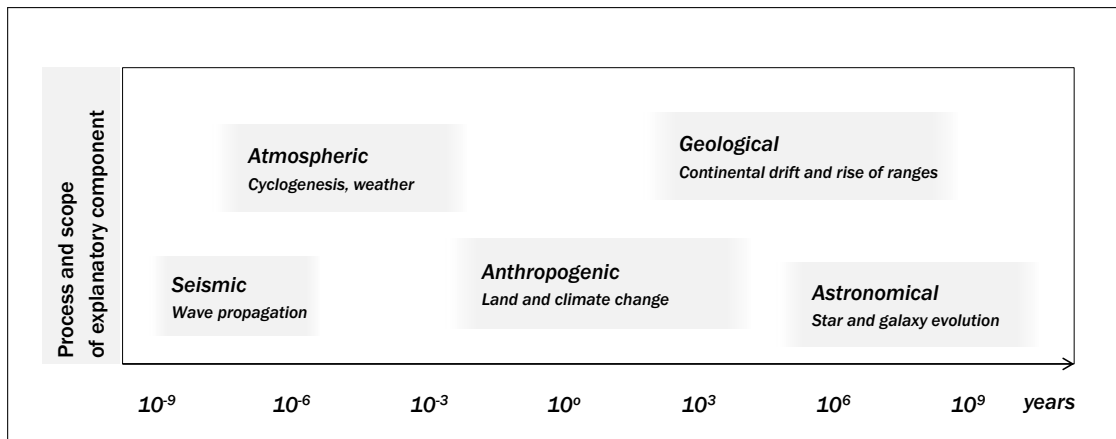 Process and scope
of explanatory component
Atmospheric
Cyclogenesis, weather
Geological
Continental drift and rise of ranges
Seismic
Wave propagation
Anthropogenic
Land and climate change
Astronomical
Star and galaxy evolution
10⁻⁹ 10⁻⁶ 10⁻³ 10⁰ 10³ 10⁶ 10⁹ years